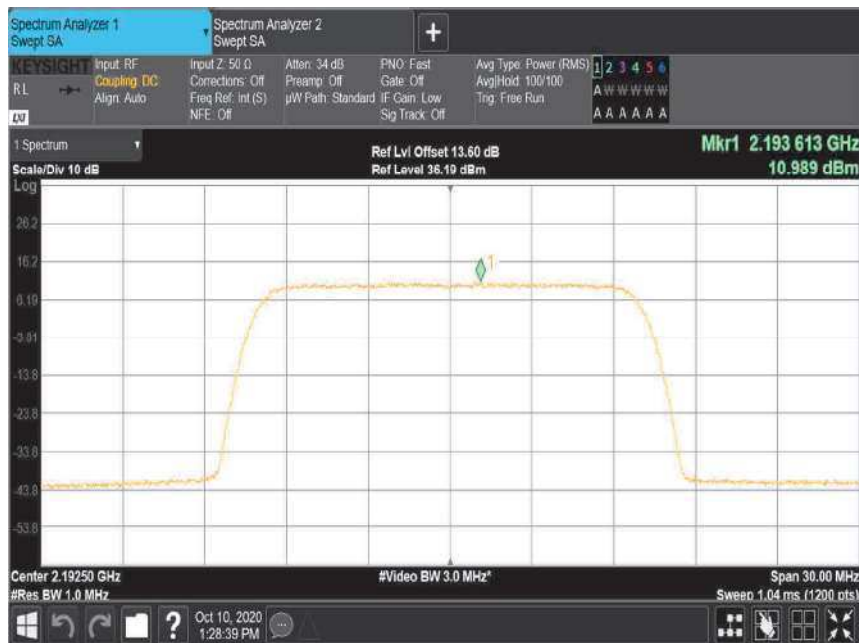 Spectrum Analyzer 1
Swept SA
Spectrum Analyzer 2
Swept SA
+
KEYSIGHT
RL
LXI
Input: RF
Coupling: DC
Align: Auto
Input Z: 50 Ω
Corrections: Off
Freq Ref: Int (S)
NFE: Off
Atten: 34 dB
Preamp: Off
µW Path: Standard
PNO: Fast
Gate: Off
IF Gain: Low
Sig Track: Off
Avg Type: Power (RMS)
Avg|Hold: 100/100
Trig: Free Run
1 2 3 4 5 6
A W W W W W
A A A A A A
1 Spectrum
Scale/Div 10 dB
Ref Lvl Offset 13.60 dB
Ref Level 36.19 dBm
Mkr1 2.193 613 GHz
10.989 dBm
Log
26.2
16.2
6.19
-3.81
-13.8
-23.8
-33.8
-43.8
-53.8
1
Center 2.19250 GHz
#Res BW 1.0 MHz
#Video BW 3.0 MHz*
Span 30.00 MHz
Sweep 1.04 ms (1200 pts)
?
Oct 10, 2020
1:28:39 PM